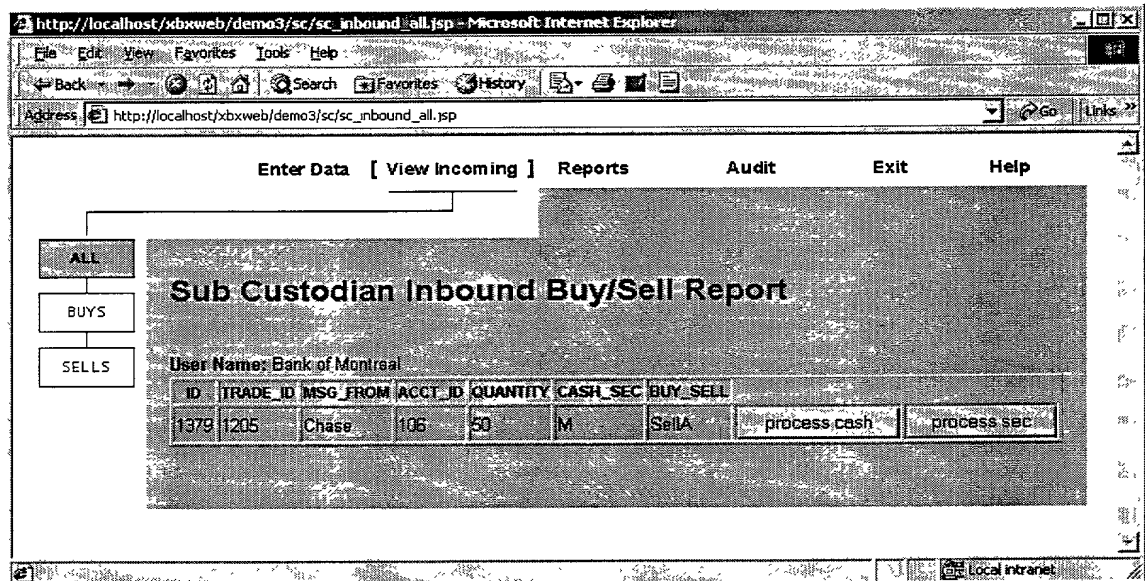 http://localhost/xbxweb/demo3/sc/sc_inbound_all.jsp - Microsoft Internet Explorer
File Edit View Favorites Tools Help
Back Search Favorites History
Address http://localhost/xbxweb/demo3/sc/sc_inbound_all.jsp Go Links »
Enter Data [ View Incoming ] Reports Audit Exit Help
ALL
BUYS
SELLS
Sub Custodian Inbound Buy/Sell Report
User Name: Bank of Montreal
ID TRADE_ID MSG_FROM ACCT_ID QUANTITY CASH_SEC BUY_SELL
1379 1205 Chase 106 50 M SellA process cash process sec
Local intranet